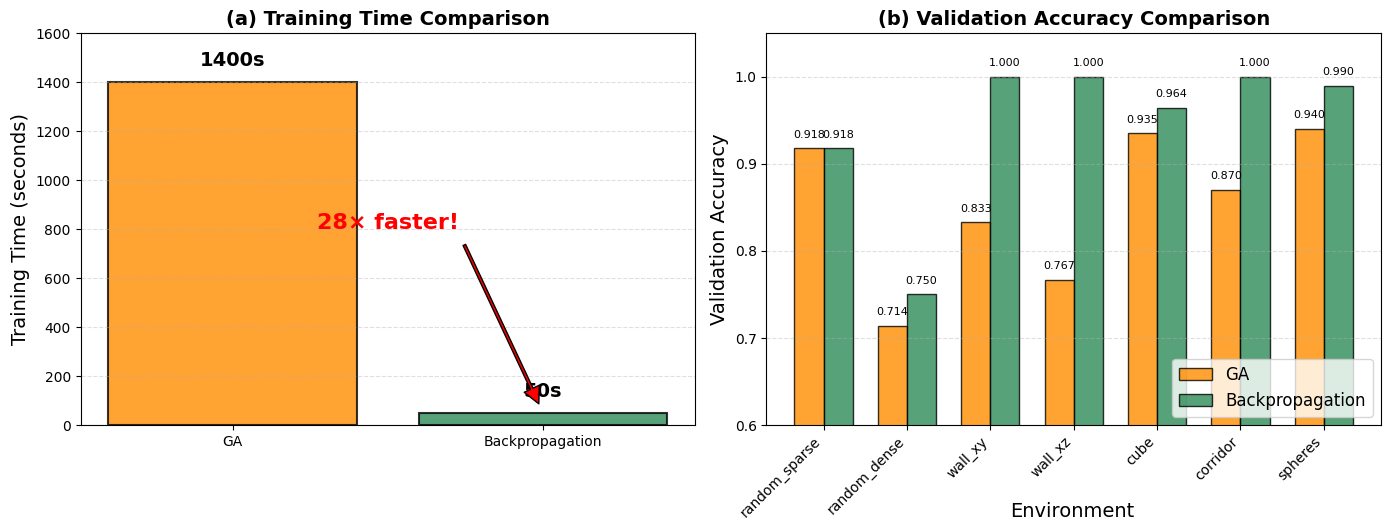 (a) Training Time Comparison
Training Time (seconds)
1600
1400
1200
1000
800
600
400
200
0
1400s
28× faster!
50s
GA
Backpropagation
(b) Validation Accuracy Comparison
Validation Accuracy
1.0
0.9
0.8
0.7
0.6
0.918
0.918
0.714
0.750
0.833
1.000
0.767
1.000
0.935
0.964
0.870
1.000
0.940
0.990
GA
Backpropagation
random_sparse
random_dense
wall_xy
wall_xz
cube
corridor
spheres
Environment